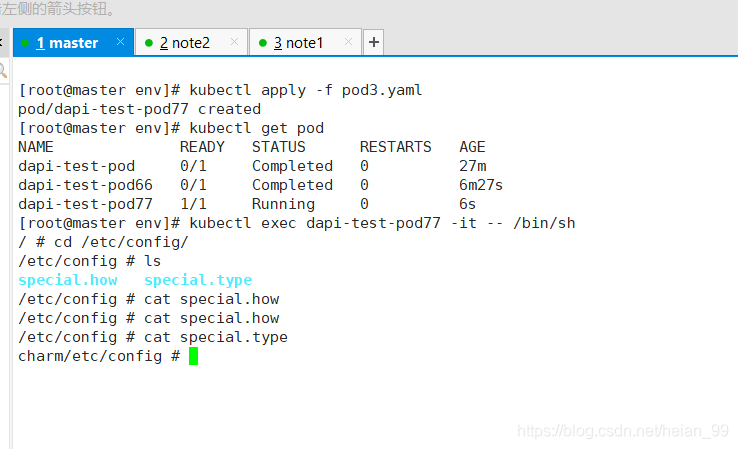 左侧的箭头按钮。
1 master
2 note2
3 note1
[root@master env]# kubectl apply -f pod3.yaml
pod/dapi-test-pod77 created
[root@master env]# kubectl get pod
NAME READY STATUS RESTARTS AGE
dapi-test-pod 0/1 Completed 0 27m
dapi-test-pod66 0/1 Completed 0 6m27s
dapi-test-pod77 1/1 Running 0 6s
[root@master env]# kubectl exec dapi-test-pod77 -it -- /bin/sh
/ # cd /etc/config/
/etc/config # ls
special.how special.type
/etc/config # cat special.how
/etc/config # cat special.how
/etc/config # cat special.type
charm/etc/config #
https://blog.csdn.net/heian_99